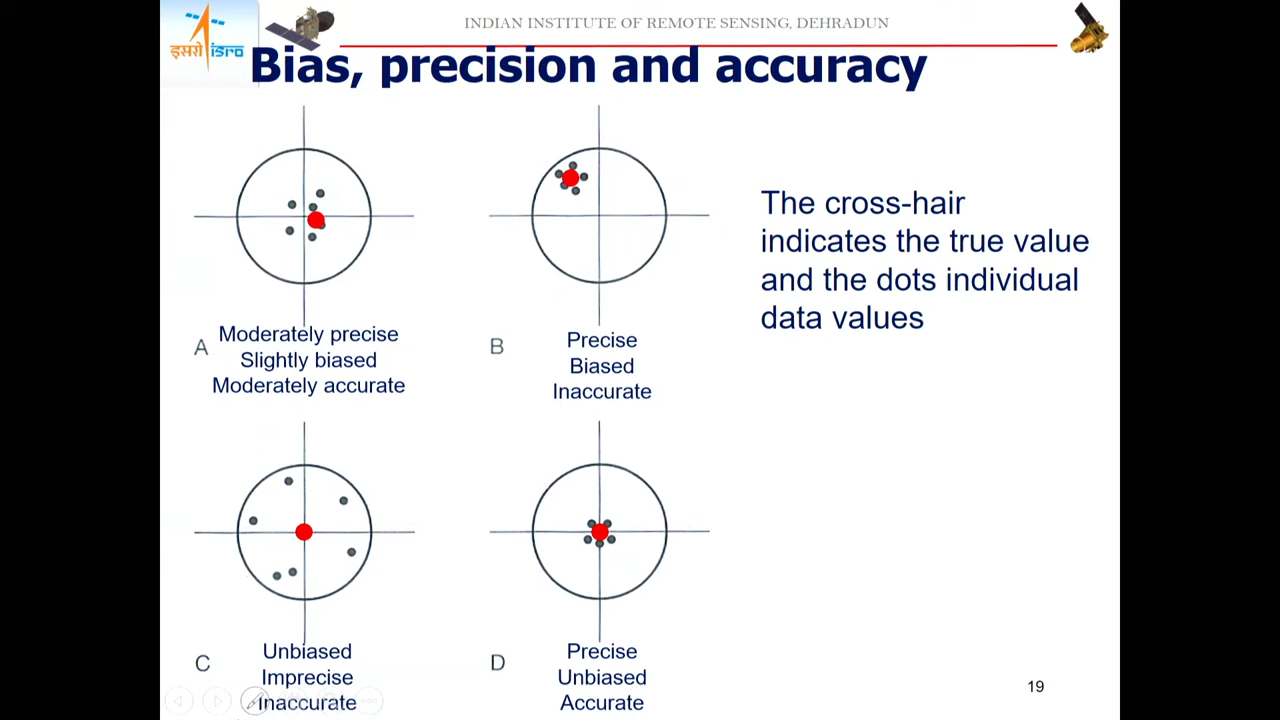 INDIAN INSTITUTE OF REMOTE SENSING, DEHRADUN
इसरो isro
Bias, precision and accuracy
The cross-hair
indicates the true value
and the dots individual
data values
A
Moderately precise
Slightly biased
Moderately accurate
B
Precise
Biased
Inaccurate
C
Unbiased
Imprecise
Inaccurate
D
Precise
Unbiased
Accurate
19